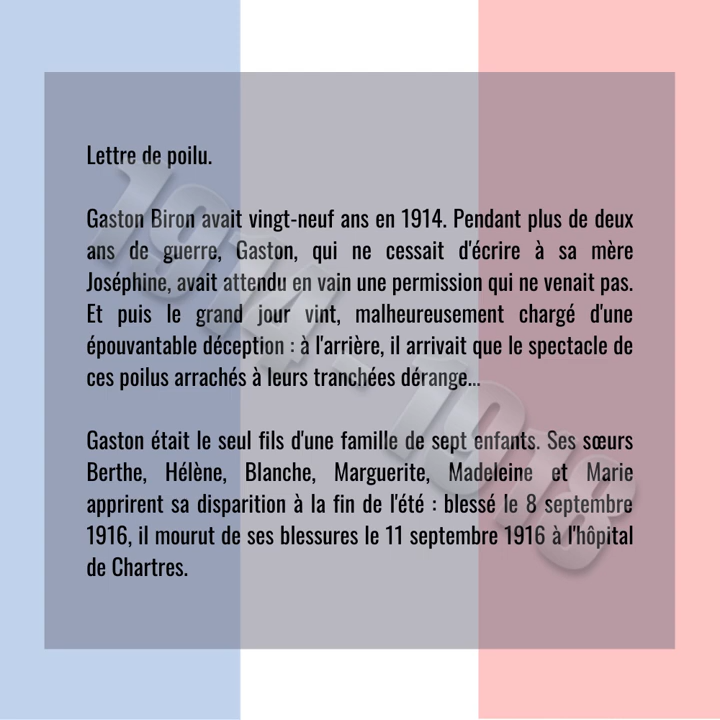 Lettre de poilu.
Gaston Biron avait vingt-neuf ans en 1914. Pendant plus de deux
ans de guerre, Gaston, qui ne cessait d'écrire à sa mère
Joséphine, avait attendu en vain une permission qui ne venait pas.
Et puis le grand jour vint, malheureusement chargé d'une
épouvantable déception : à l'arrière, il arrivait que le spectacle de
ces poilus arrachés à leurs tranchées dérange...
Gaston était le seul fils d'une famille de sept enfants. Ses sœurs
Berthe, Hélène, Blanche, Marguerite, Madeleine et Marie
apprirent sa disparition à la fin de l'été : blessé le 8 septembre
1916, il mourut de ses blessures le 11 septembre 1916 à l'hôpital
de Chartres.
1914 - 1918